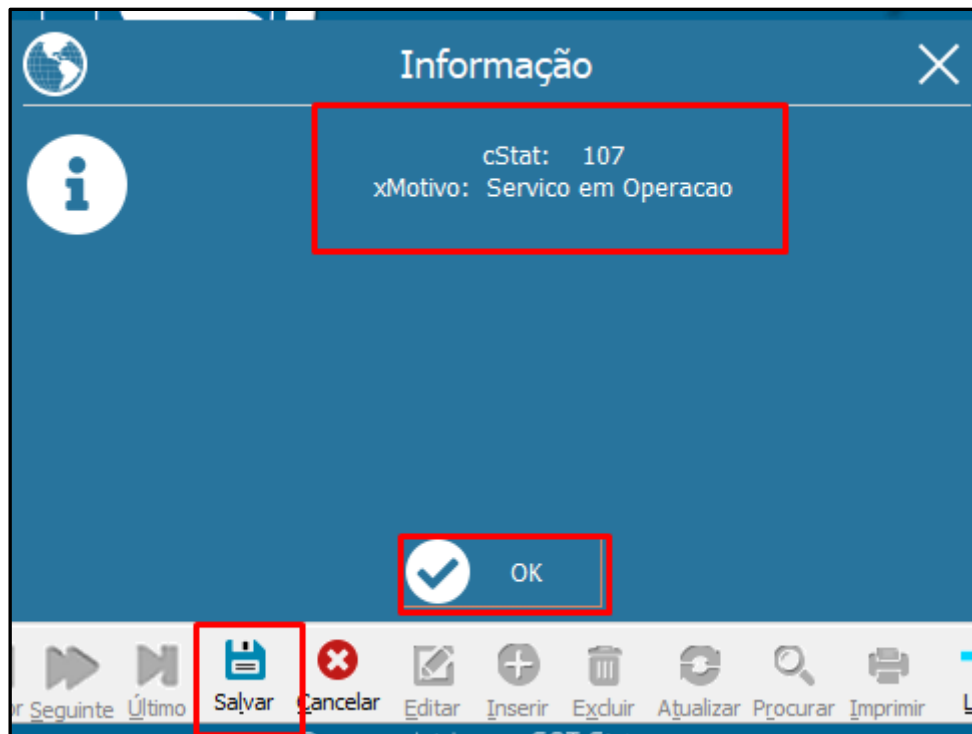 Informação
cStat: 107
xMotivo: Servico em Operacao
OK
Seguinte Último Salvar Cancelar Editar Inserir Excluir Atualizar Procurar Imprimir